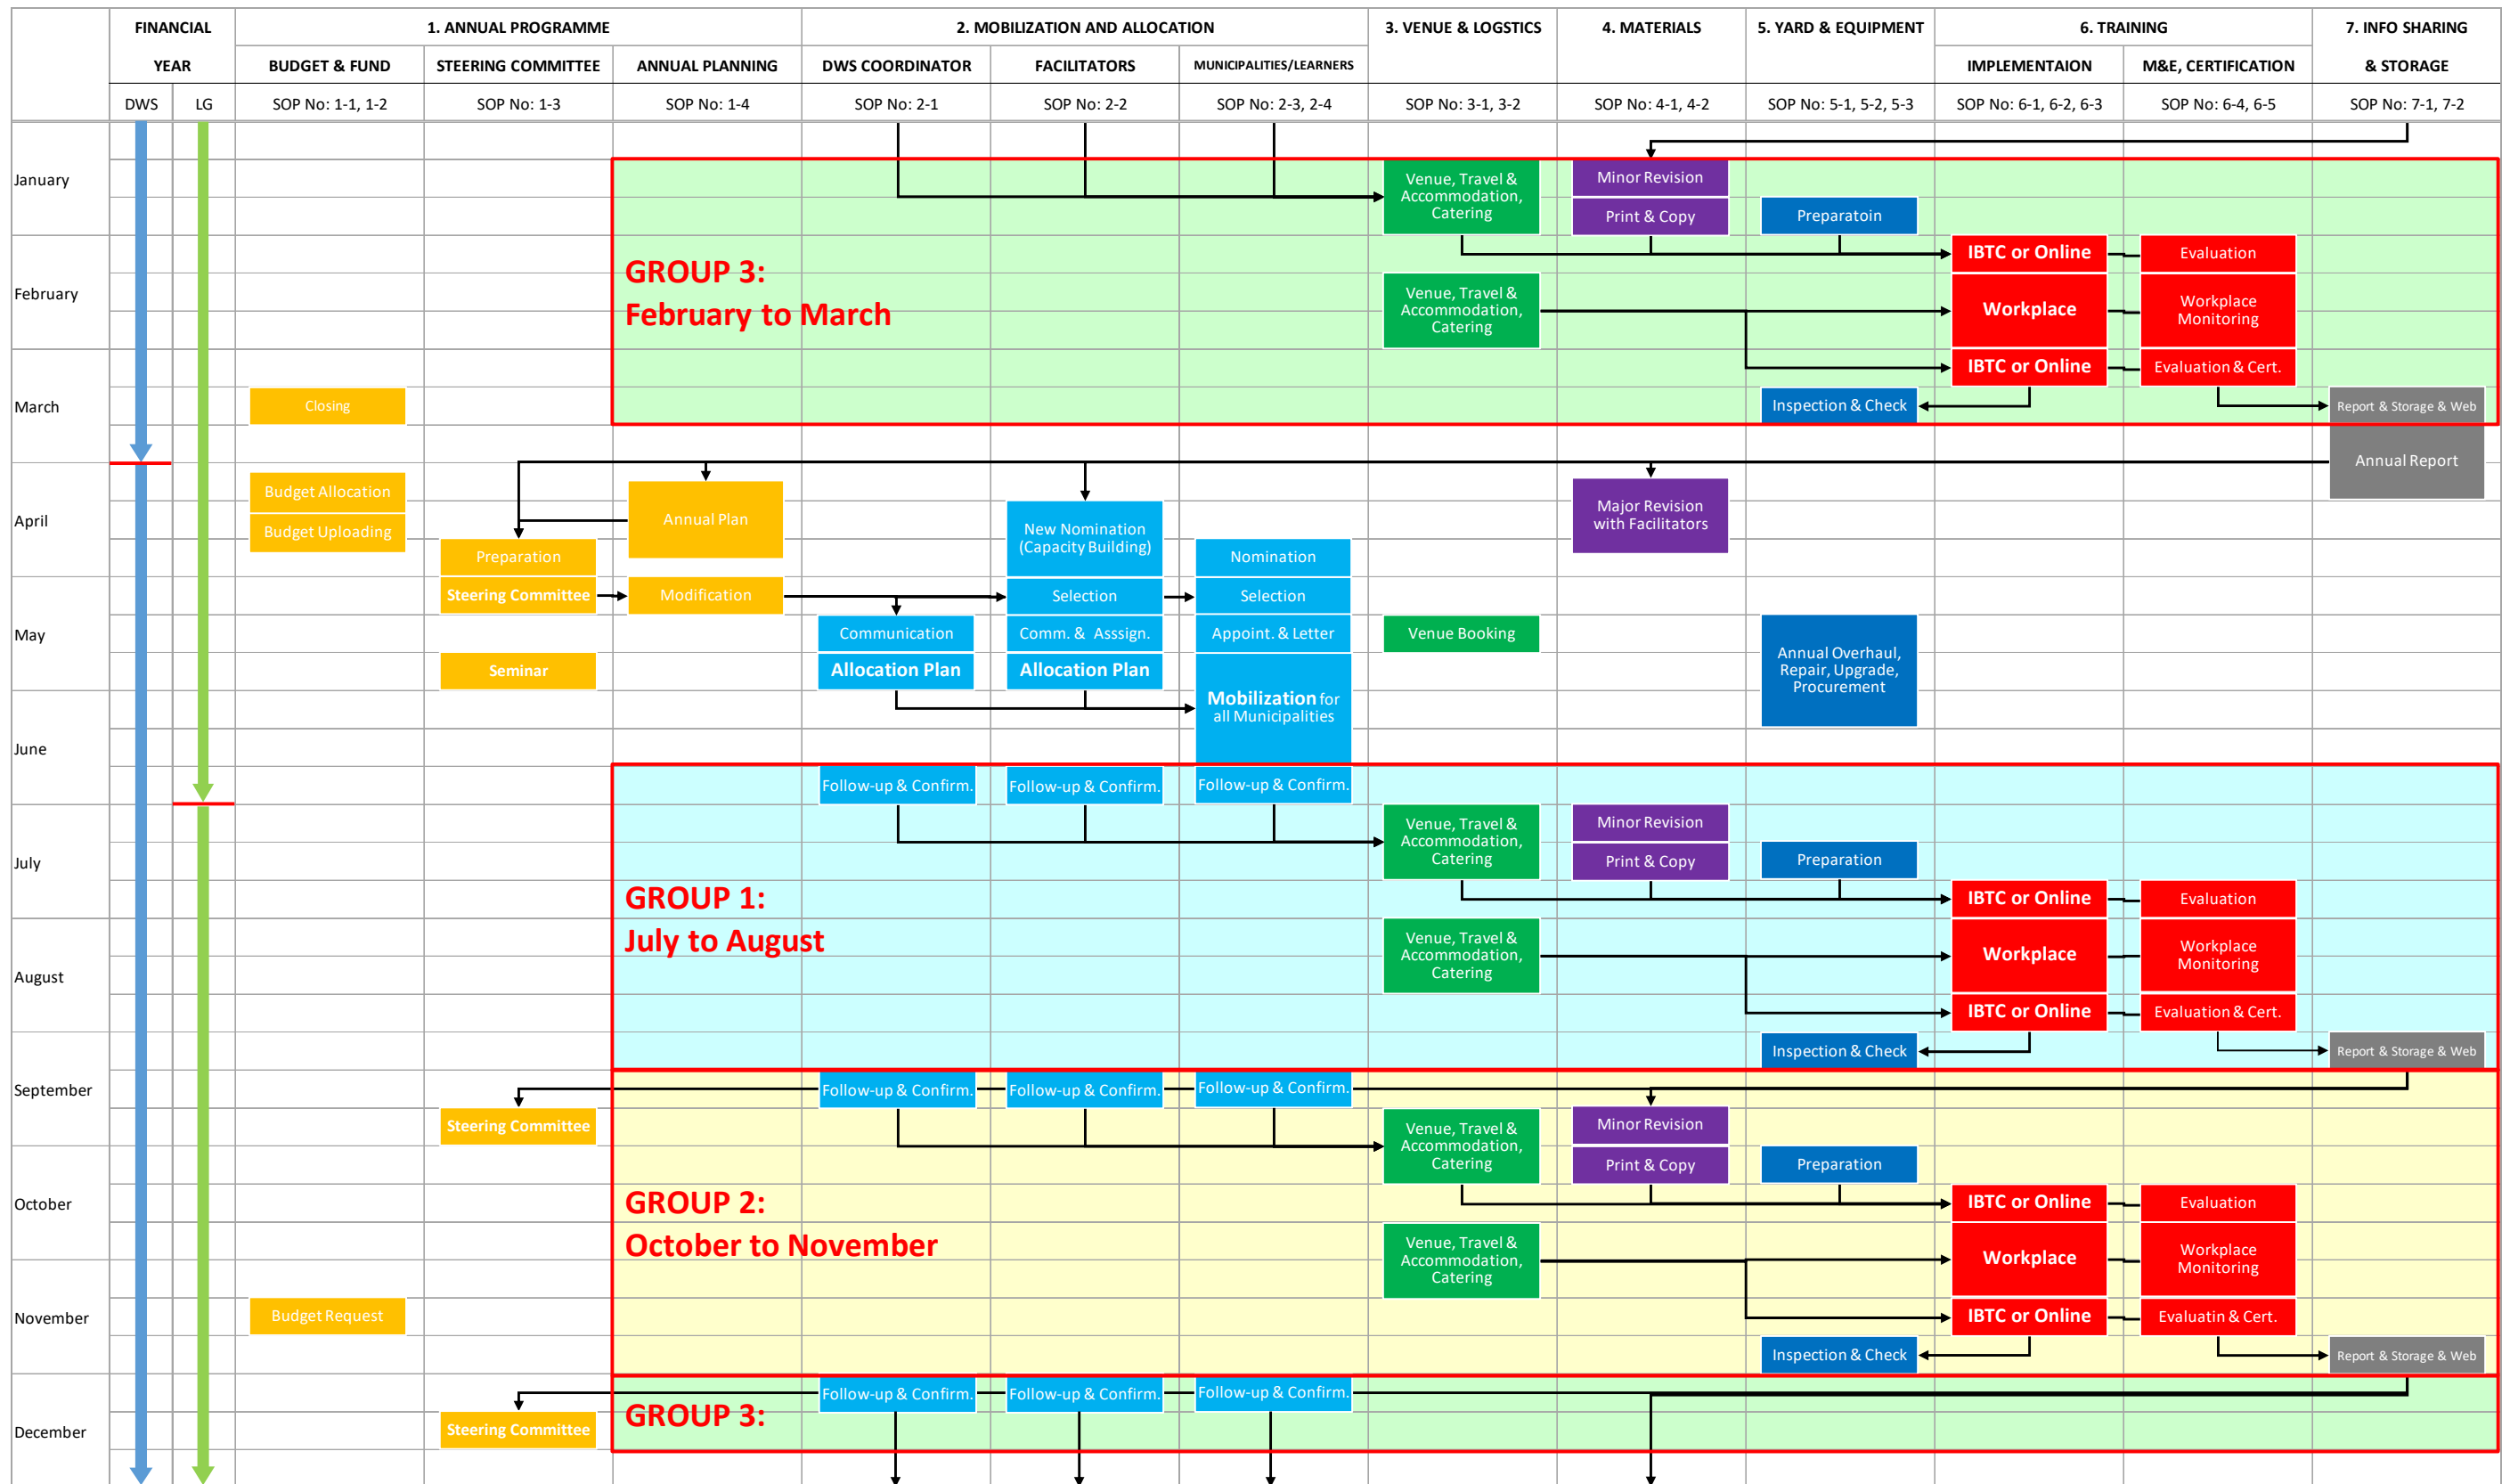 FINANCIAL
1. ANNUAL PROGRAMME
2. MOBILIZATION AND ALLOCATION
3. VENUE & LOGSTICS
4. MATERIALS
5. YARD & EQUIPMENT
6. TRAINING
7. INFO SHARING
YEAR
BUDGET & FUND
STEERING COMMITTEE
ANNUAL PLANNING
DWS COORDINATOR
FACILITATORS
MUNICIPALITIES/LEARNERS
IMPLEMENTAION
M&E, CERTIFICATION
& STORAGE
DWS
LG
SOP No: 1-1, 1-2
SOP No: 1-3
SOP No: 1-4
SOP No: 2-1
SOP No: 2-2
SOP No: 2-3, 2-4
SOP No: 3-1, 3-2
SOP No: 4-1, 4-2
SOP No: 5-1, 5-2, 5-3
SOP No: 6-1, 6-2, 6-3
SOP No: 6-4, 6-5
SOP No: 7-1, 7-2
January
Venue, Travel &
Accommodation,
Catering
Minor Revision
Print & Copy
Preparatoin
GROUP 3:
February to March
IBTC or Online
Evaluation
February
Venue, Travel &
Accommodation,
Catering
Workplace
Workplace
Monitoring
IBTC or Online
Evaluation & Cert.
March
Closing
Inspection & Check
Report & Storage & Web
Annual Report
April
Budget Allocation
Budget Uploading
Annual Plan
New Nomination
(Capacity Building)
Major Revision
with Facilitators
Preparation
Nomination
Steering Committee
Modification
Selection
Selection
May
Communication
Comm. & Asssign.
Appoint. & Letter
Venue Booking
Annual Overhaul,
Repair, Upgrade,
Procurement
Seminar
Allocation Plan
Allocation Plan
Mobilization for
all Municipalities
June
Follow-up & Confirm.
Follow-up & Confirm.
Follow-up & Confirm.
July
Venue, Travel &
Accommodation,
Catering
Minor Revision
Print & Copy
Preparation
GROUP 1:
July to August
IBTC or Online
Evaluation
August
Venue, Travel &
Accommodation,
Catering
Workplace
Workplace
Monitoring
IBTC or Online
Evaluation & Cert.
Inspection & Check
Report & Storage & Web
September
Follow-up & Confirm.
Follow-up & Confirm.
Follow-up & Confirm.
Steering Committee
Venue, Travel &
Accommodation,
Catering
Minor Revision
Print & Copy
Preparation
October
GROUP 2:
October to November
IBTC or Online
Evaluation
Venue, Travel &
Accommodation,
Catering
Workplace
Workplace
Monitoring
November
Budget Request
IBTC or Online
Evaluatin & Cert.
Inspection & Check
Report & Storage & Web
December
Follow-up & Confirm.
Follow-up & Confirm.
Follow-up & Confirm.
Steering Committee
GROUP 3: